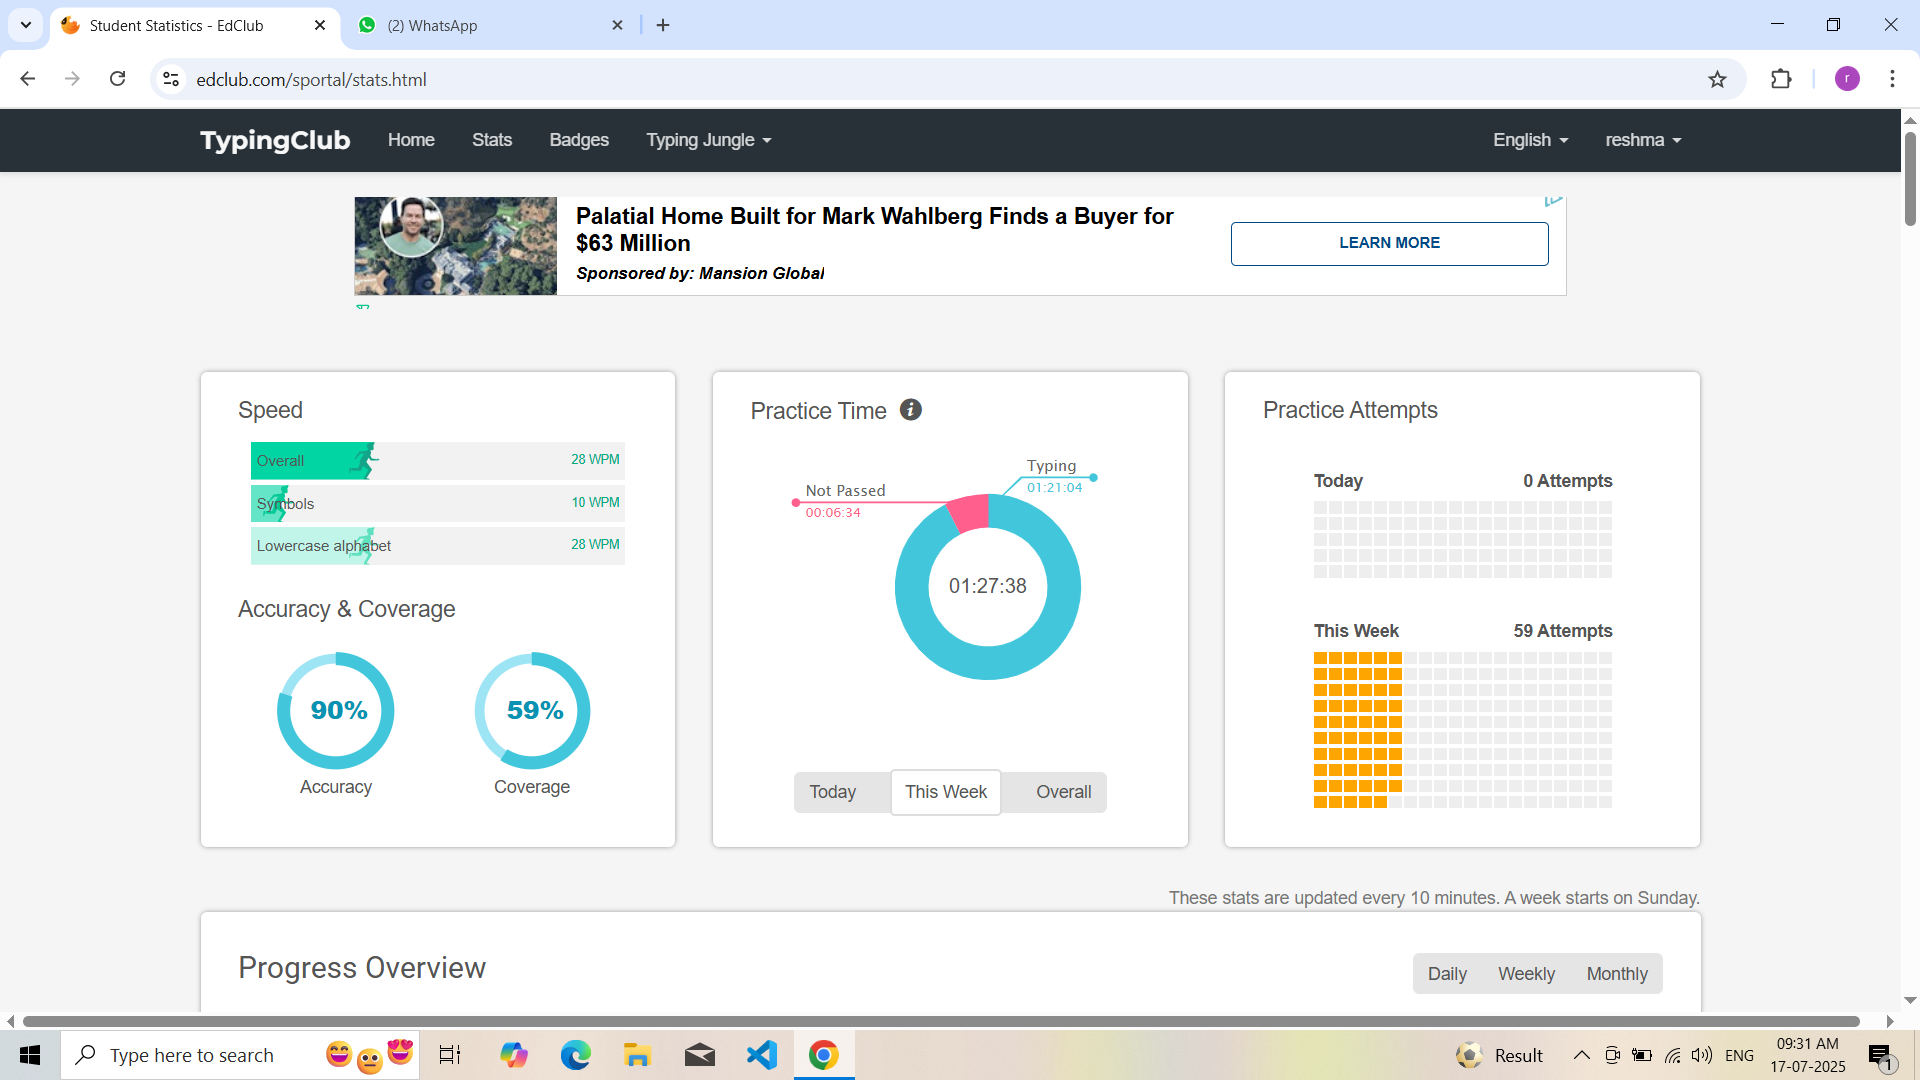 Student Statistics - EdClub
(2) WhatsApp
edclub.com/sportal/stats.html
r
TypingClub
Home
Stats
Badges
Typing Jungle
English
reshma
Palatial Home Built for Mark Wahlberg Finds a Buyer for
$63 Million
Sponsored by: Mansion Global
LEARN MORE
Speed
Overall
28 WPM
Symbols
10 WPM
Lowercase alphabet
28 WPM
Accuracy & Coverage
90%
59%
Accuracy
Coverage
Practice Time
Typing
01:21:04
Not Passed
00:06:34
01:27:38
Today
This Week
Overall
Practice Attempts
Today
0 Attempts
This Week
59 Attempts
These stats are updated every 10 minutes. A week starts on Sunday.
Progress Overview
Daily
Weekly
Monthly
Type here to search
Result
ENG
09:31 AM
17-07-2025
1